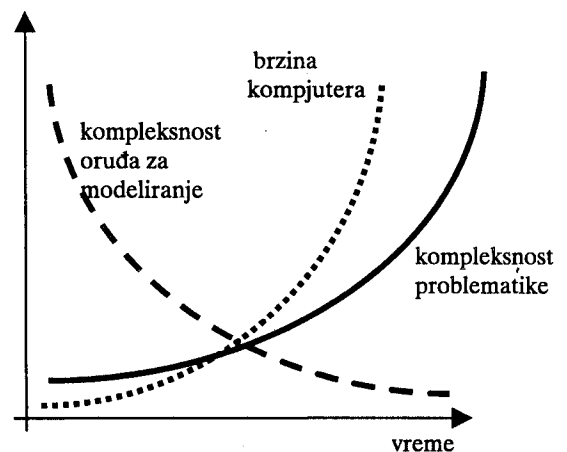 brzina
kompjutera
kompleksnost
oruđa za
modeliranje
kompleksnost
problematike
vreme